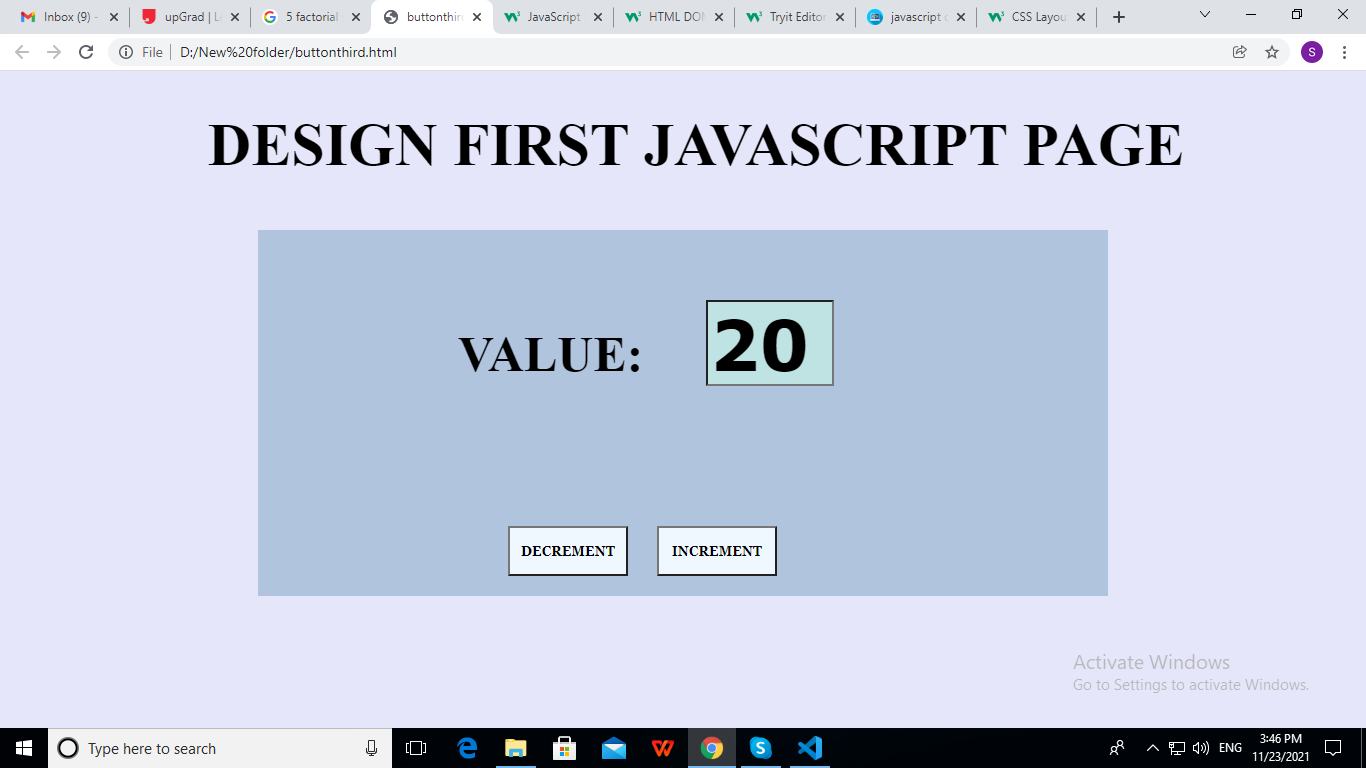 Inbox (9) -
upGrad | L
5 factorial
buttonthir
JavaScript
HTML DOM
Tryit Editor
javascript c
CSS Layou
File
D:/New%20folder/buttonthird.html
S
DESIGN FIRST JAVASCRIPT PAGE
VALUE:
20
DECREMENT
INCREMENT
Activate Windows
Go to Settings to activate Windows.
Type here to search
ENG
3:46 PM
11/23/2021